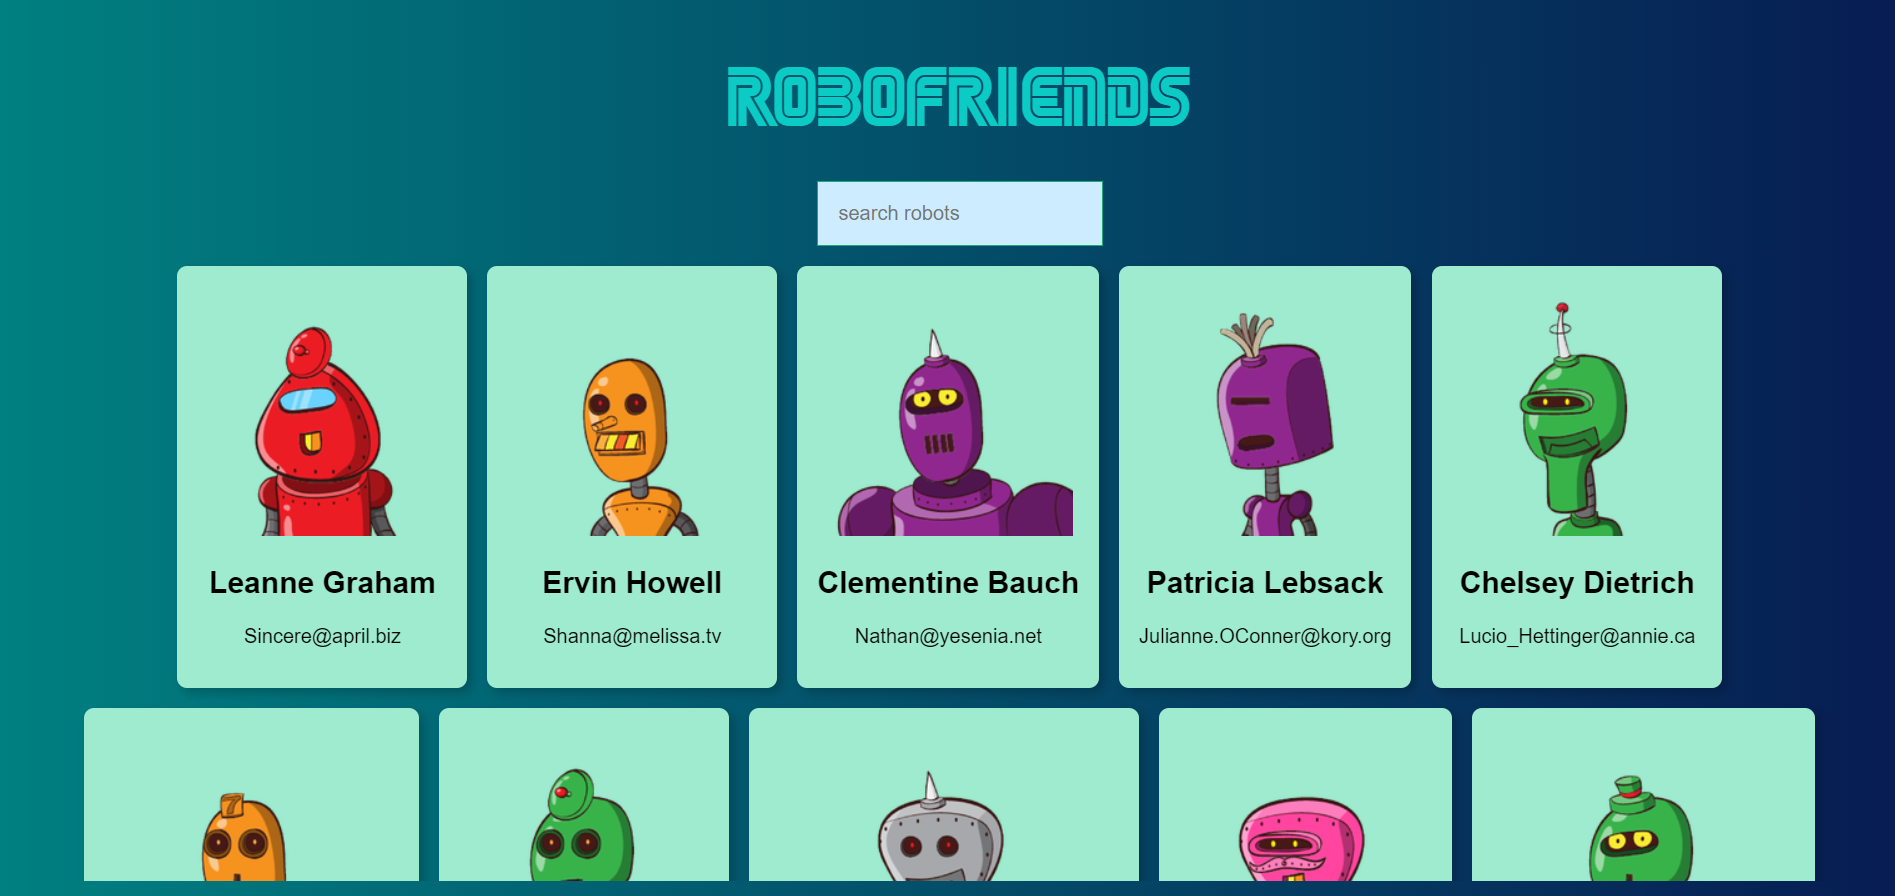 ROBOFRIENDS
search robots
Leanne Graham
Sincere@april.biz
Ervin Howell
Shanna@melissa.tv
Clementine Bauch
Nathan@yesenia.net
Patricia Lebsack
Julianne.OConner@kory.org
Chelsey Dietrich
Lucio_Hettinger@annie.ca
7